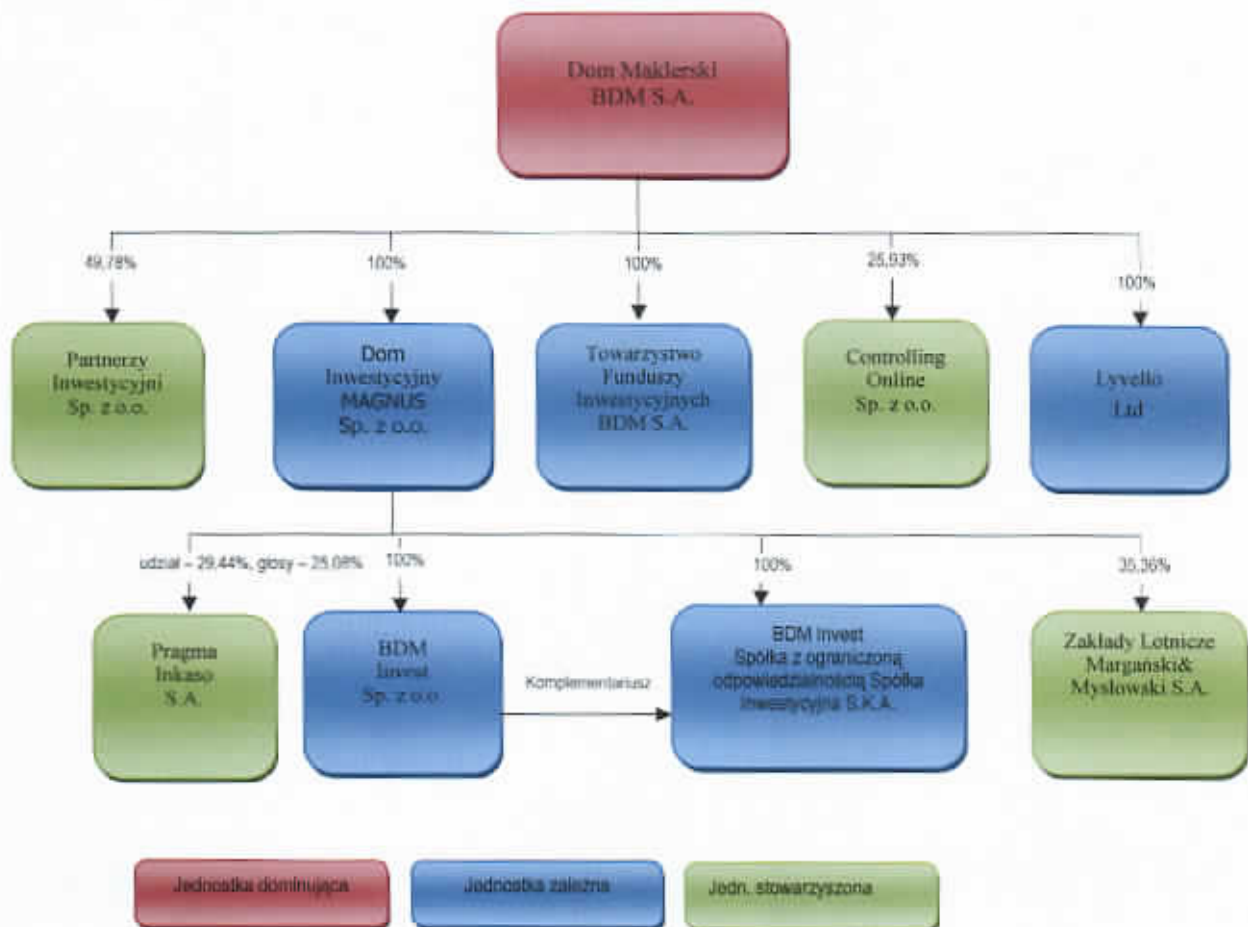 Dom Maklerski
BDM S.A.
49,78%
100%
100%
25,93%
100%
Partnerzy
Inwestycyjni
Sp. z o.o.
Dom
Inwestycyjny
MAGNUS
Sp. z o.o.
Towarzystwo
Funduszy
Inwestycyjnych
BDM S.A.
Controlling
Online
Sp. z o.o.
Lyvello
Ltd
udział – 29,44%, głosy – 25,08%
100%
100%
35,36%
Pragma
Inkaso
S.A.
BDM
Invest
Sp. z o.o
Komplementariusz
BDM Invest
Spółka z ograniczoną
odpowiedzialnością Spółka
Inwestycyjna S.K.A.
Zakłady Lotnicze
Margański&
Mysłowski S.A.
Jednostka dominująca
Jednostka zależna
Jedn. stowarzyszona